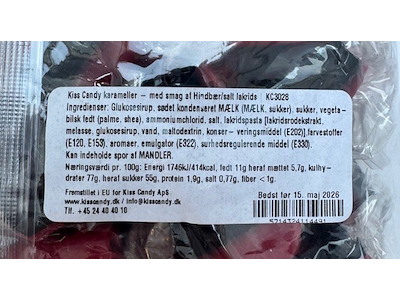 Kiss Candy karameller - med smag af Hindbær/salt lakrids | KC3028
Ingredienser: Glukosesirup, sødet kondenseret MÆLK (MÆLK, sukker), sukker, vegeta-
bilsk fedt (palme, shea), ammoniumchlorid, salt, lakridspasta [lakridsrodekstrakt,
melasse, glukosesirup, vand, maltodextrin, konser- veringsmiddel (E202)],farvestoffer
(E120, E153), aromaer, emulgator (E322), surhedsregulerende middel (E330).
Kan indeholde spor af MANDLER.
Næringsværdi pr. 100g: Energi 1746kJ/414kcal, fedt 11g heraf mættet 5,7g, kulhy-
drater 77g, heraf sukker 55g, protein 1,9g, salt 0,77g, fiber <1g.
Fremstillet i EU for Kiss Candy ApS
www.kisscandy.dk / info@kisscandy.dk
Tlf. +45 24 40 40 10
Bedst før 15. maj 2026
5714324114491